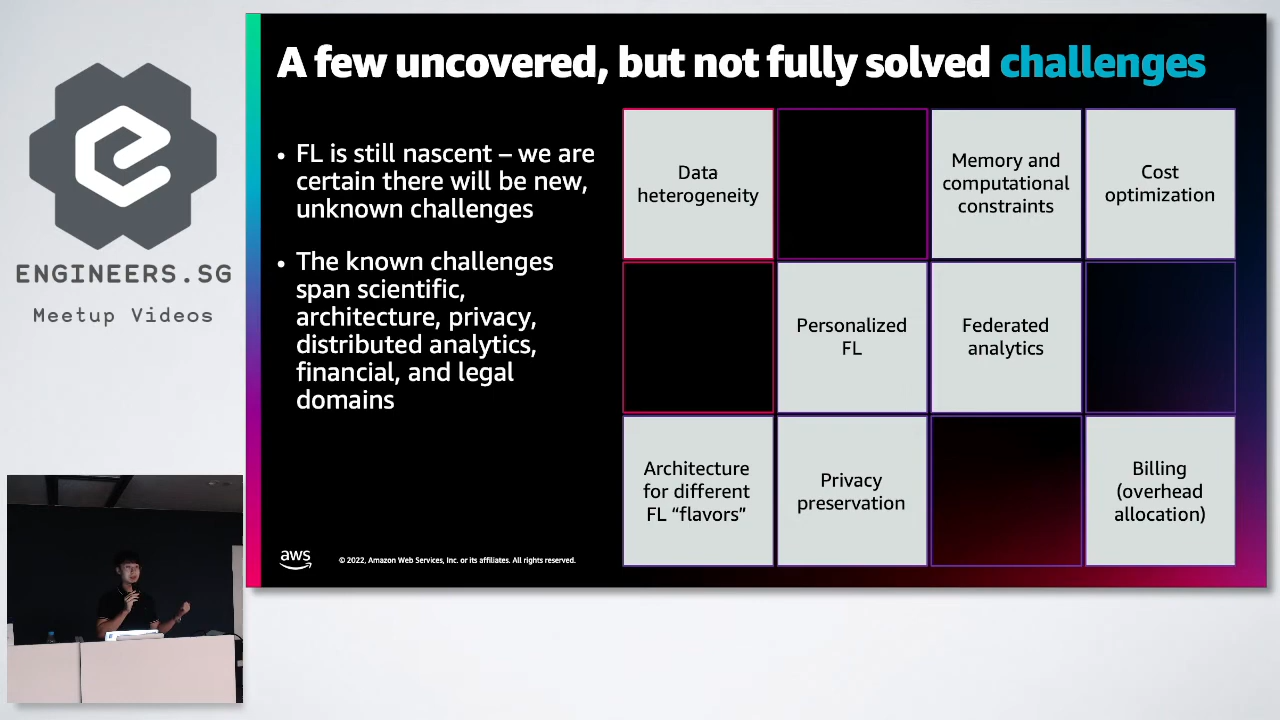 ENGINEERS.SG
Meetup Videos
A few uncovered, but not fully solved challenges
• FL is still nascent – we are
certain there will be new,
unknown challenges
• The known challenges
span scientific,
architecture, privacy,
distributed analytics,
financial, and legal
domains
Data
heterogeneity
Memory and
computational
constraints
Cost
optimization
Personalized
FL
Federated
analytics
Architecture
for different
FL “flavors”
Privacy
preservation
Billing
(overhead
allocation)
aws
© 2022, Amazon Web Services, Inc. or its affiliates. All rights reserved.